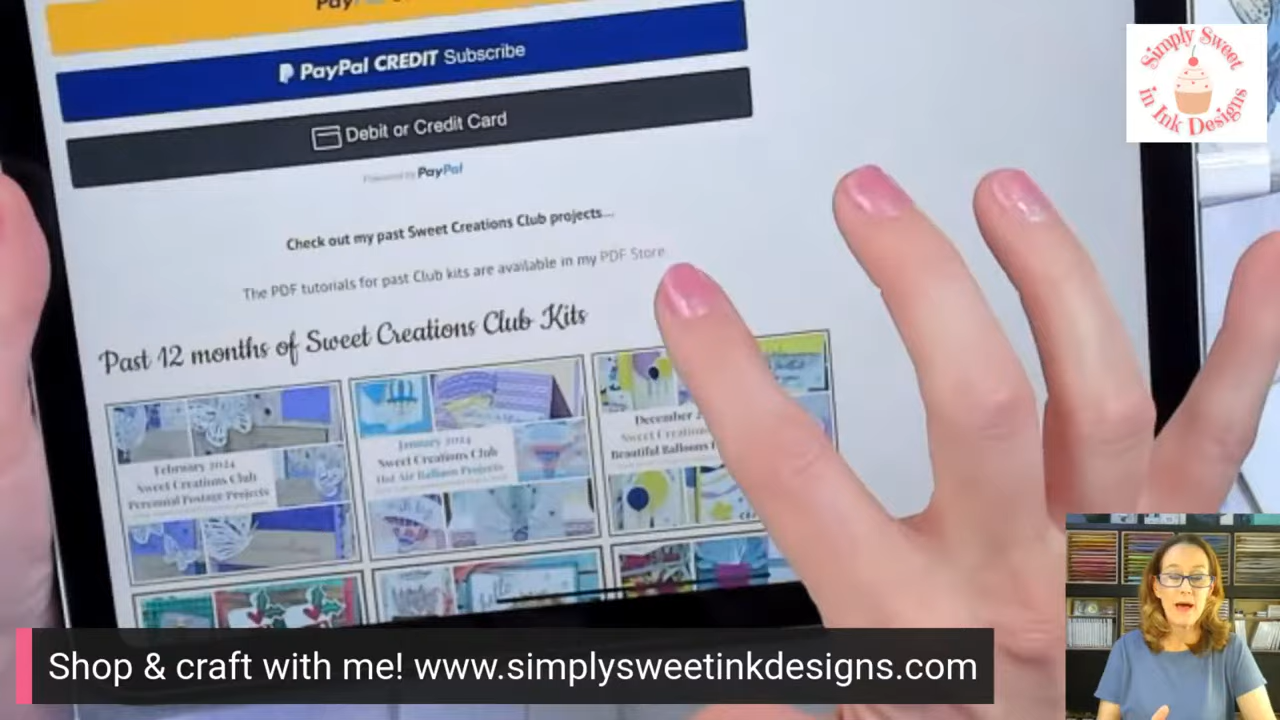 PayPal
PayPal CREDIT Subscribe
Debit or Credit Card
Powered by PayPal
Check out my past Sweet Creations Club projects...
The PDF tutorials for past Club kits are available in my PDF Store
Past 12 months of Sweet Creations Club Kits
February 2024
Sweet Creations Club
Perennial Postage Projects
January 2024
Sweet Creations Club
Hot Air Balloon Projects
December
Sweet Creations
Beautiful Balloons
Simply Sweet
in Ink Designs
Shop & craft with me! www.simplysweetinkdesigns.com